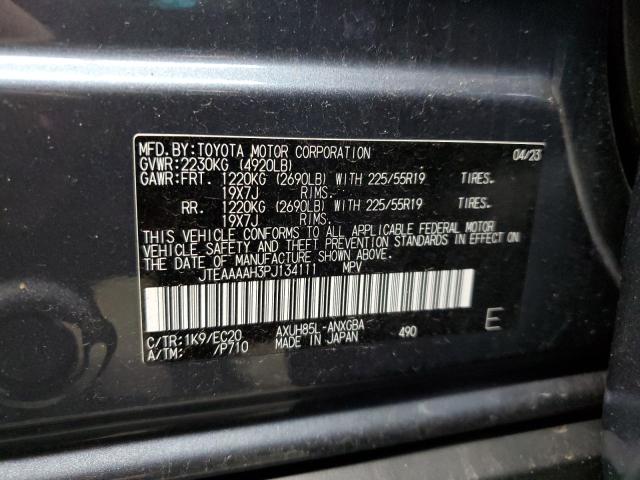 MFD.BY:TOYOTA MOTOR CORPORATION 04/23
GVWR:2230KG (4920LB)
GAWR:FRT. 1220KG (2690LB) WITH 225/55R19 TIRES.
19X7J RIMS.
RR. 1220KG (2690LB) WITH 225/55R19 TIRES.
19X7J RIMS.
THIS VEHICLE CONFORMS TO ALL APPLICABLE FEDERAL MOTOR
VEHICLE SAFETY AND THEFT PREVENTION STANDARDS IN EFFECT ON
THE DATE OF MANUFACTURE SHOWN ABOVE.
JTEAAAAH3PJ134111 MPV
C/TR:1K9/EC20 AXUH85L-ANXGBA 490 E
A/TM: /P710 MADE IN JAPAN